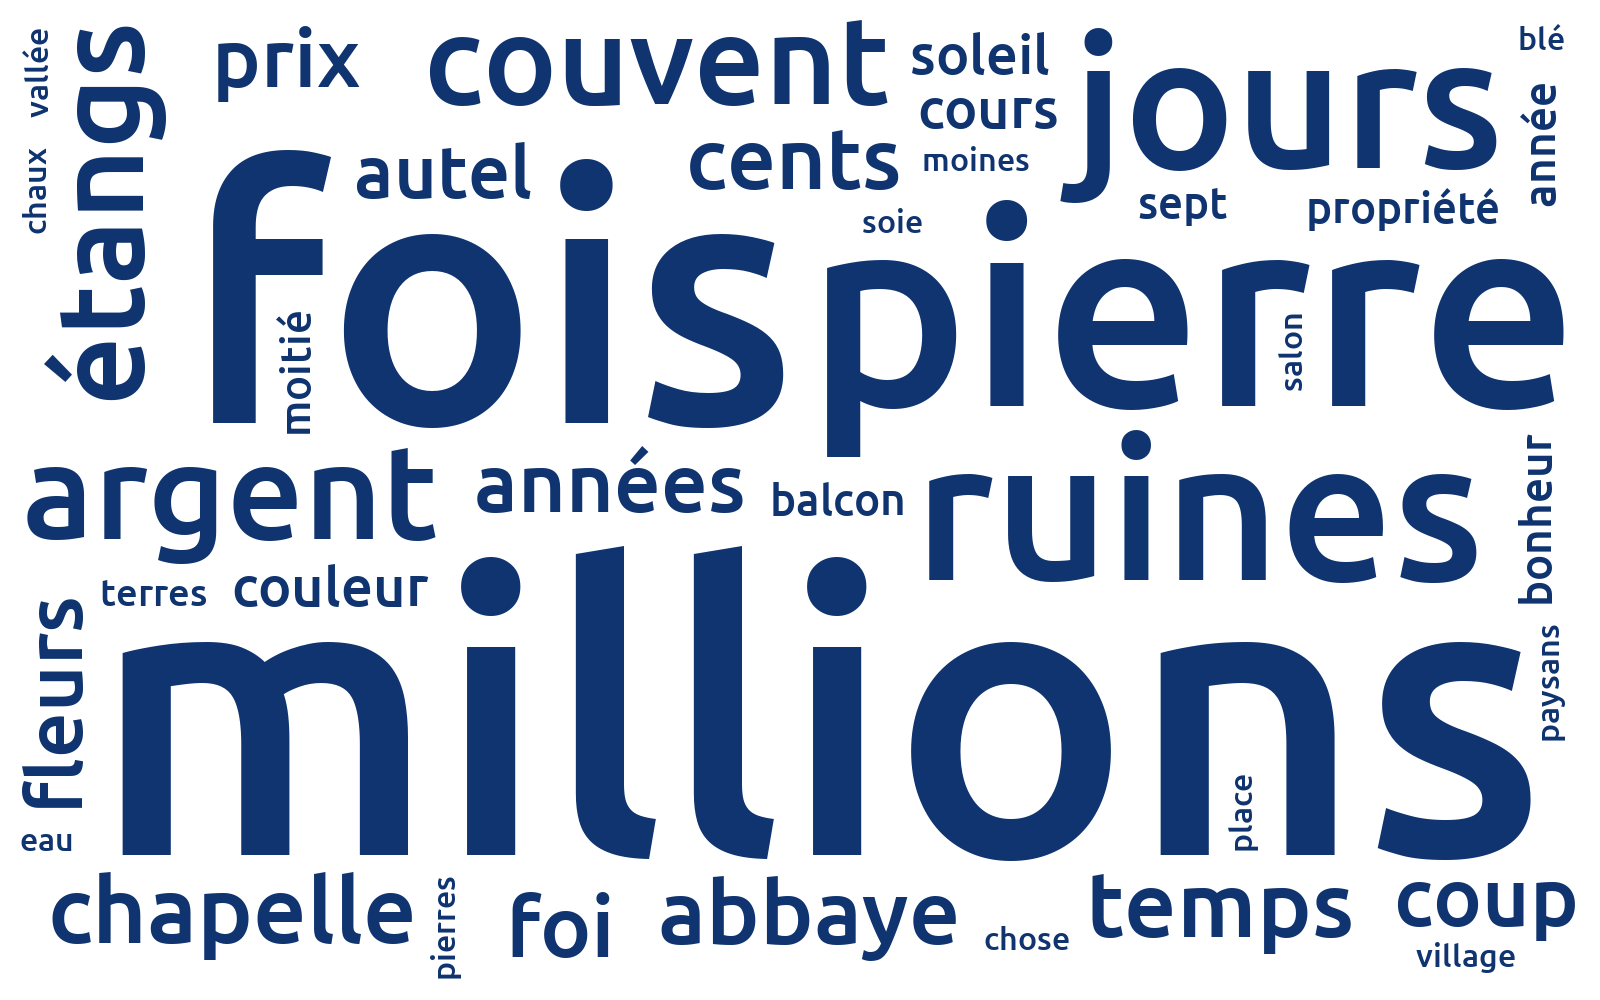 vallée
étangs
prix
couvent
soleil
jours
blé
cours
année
chaux
autel
cents
moines
fois
soie
sept
propriété
pierre
moitié
salon
argent
années
balcon
ruines
bonheur
terres
couleur
fleurs
millions
paysans
place
eau
chapelle
pierres
foi
abbaye
chose
temps
coup
village